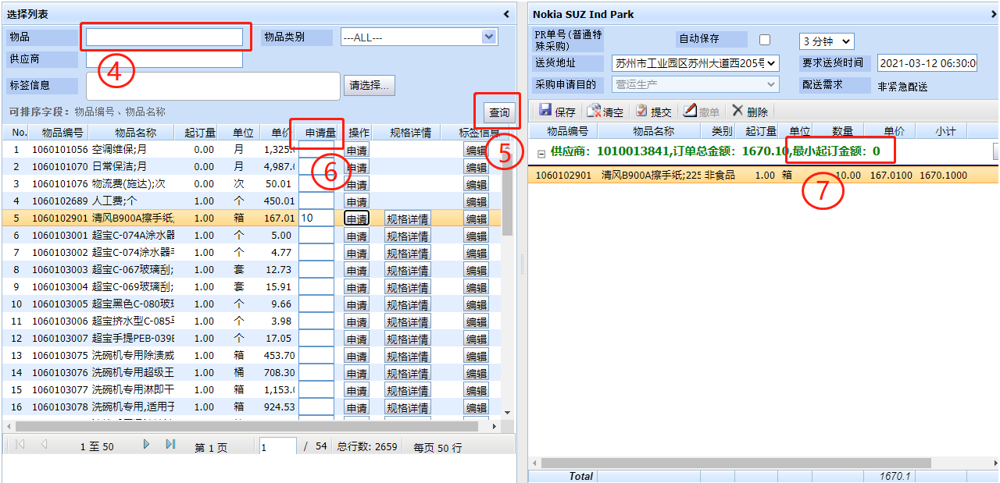 选择列表
物品
物品类别 ---ALL---
供应商
④
标签信息 请选择...
可排序字段：物品编号、物品名称 查询
⑤
No. 物品编号 物品名称 起订量 单位 单价 申请量 操作 规格详情 标签信息
⑥
1 1060101056 空调维保;月 0.00 月 1,325. 申请 编辑
2 1060101070 日常保洁;月 0.00 月 4,987. 申请 编辑
3 1060101076 物流费(施达);次 0.00 次 50.01 申请 编辑
4 1060102689 人工费;个 1.00 个 450.01 申请 编辑
5 1060102901 清风B900A擦手纸; 1.00 箱 167.01 10 申请 规格详情 编辑
6 1060103001 超宝C-074A涂水器 1.00 个 5.00 申请 规格详情 编辑
7 1060103002 超宝C-074涂水器 1.00 个 4.77 申请 规格详情 编辑
8 1060103003 超宝C-067玻璃刮; 1.00 套 12.73 申请 规格详情 编辑
9 1060103004 超宝C-069玻璃刮; 1.00 套 15.91 申请 规格详情 编辑
10 1060103005 超宝黑色C-080玻 1.00 个 9.66 申请 规格详情 编辑
11 1060103006 超宝挤水型C-085 1.00 个 3.98 申请 规格详情 编辑
12 1060103007 超宝手提PEB-039 1.00 个 17.05 申请 规格详情 编辑
13 1060103075 洗碗机专用除渍威 1.00 箱 453.70 申请 规格详情 编辑
14 1060103076 洗碗机专用超级王 1.00 桶 708.30 申请 规格详情 编辑
15 1060103077 洗碗机专用淋即干 1.00 箱 1,153. 申请 规格详情 编辑
16 1060103078 洗碗机专用,适用于 1.00 箱 924.53 申请 规格详情 编辑
1 至 50 第 1 页 1 / 54 总行数: 2659 每页 50 行
Nokia SUZ Ind Park
PR单号(普通特殊采购) 自动保存 3 分钟
送货地址 苏州市工业园区苏州大道西205号 要求送货时间 2021-03-12 06:30:0
采购申请目的 营运生产 配送需求 非紧急配送
保存 清空 提交 撤单 删除
物品编号 物品名称 类别 起订量 单位 数量 单价 小计
供应商：1010013841,订单总金额：1670.10,最小起订金额：0
1060102901 清风B900A擦手纸;225 非食品 1.00 箱 10.00 167.0100 1670.1000
⑦
Total 1670.1